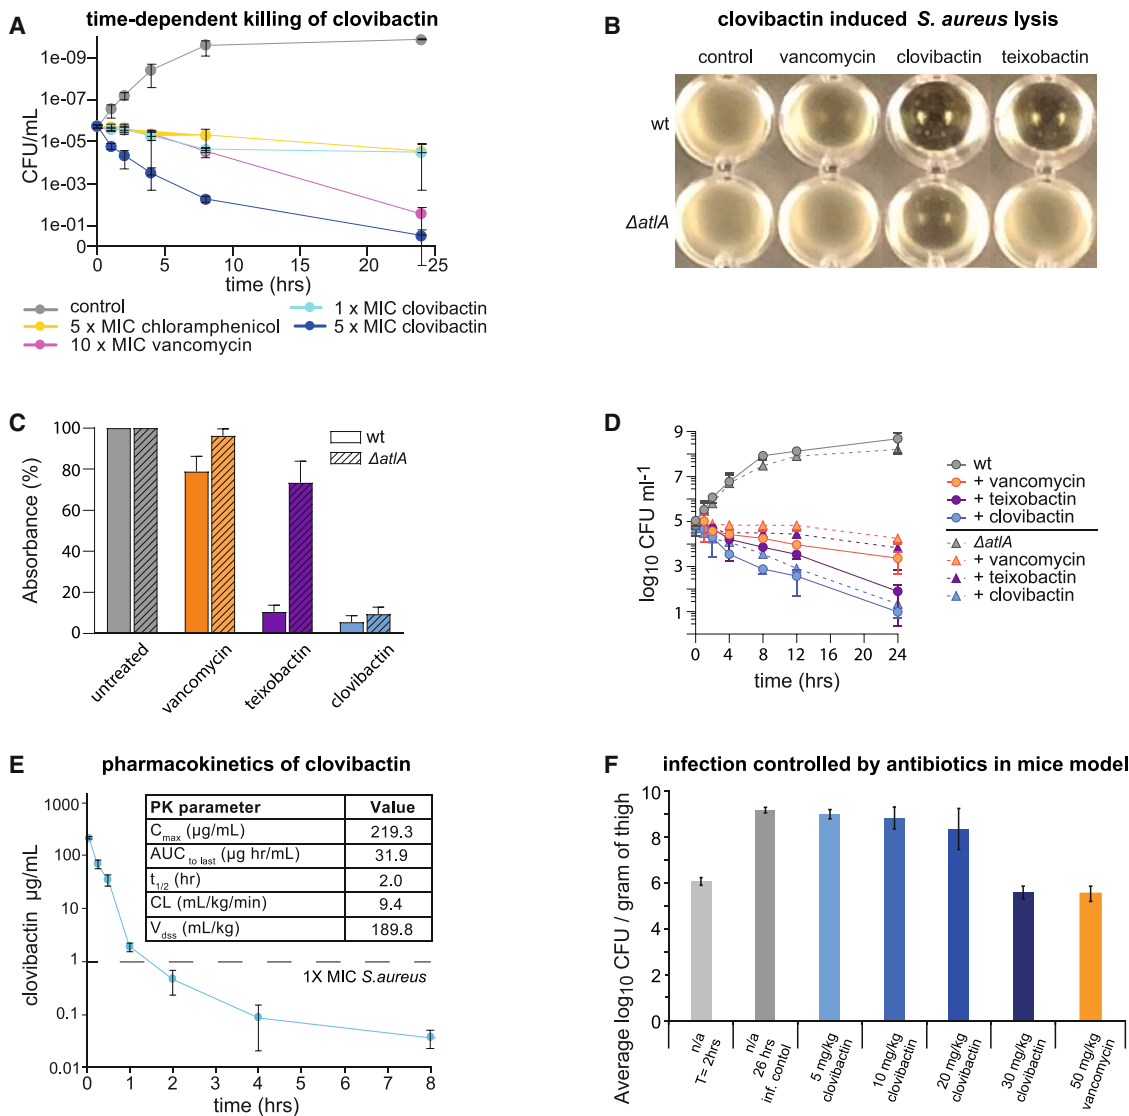 A
time-dependent killing of clovibactin
CFU/mL
1e-09
1e-07
1e-05
1e-03
1e-01
0
0 5 10 15 20 25
time (hrs)
control
5 x MIC chloramphenicol
10 x MIC vancomycin
1 x MIC clovibactin
5 x MIC clovibactin
B
clovibactin induced S. aureus lysis
control vancomycin clovibactin teixobactin
wt
ΔatlA
C
Absorbance (%)
100
80
60
40
20
0
wt
ΔatlA
untreated
vancomycin
teixobactin
clovibactin
D
log10 CFU ml-1
9
7
5
3
1
0 4 8 12 16 20 24
time (hrs)
wt
+ vancomycin
+ teixobactin
+ clovibactin
ΔatlA
+ vancomycin
+ teixobactin
+ clovibactin
E
pharmacokinetics of clovibactin
clovibactin µg/mL
1000
100
10
1
0.1
0.01
PK parameter Value
Cmax (µg/mL) 219.3
AUC to last (µg hr/mL) 31.9
t1/2 (hr) 2.0
CL (mL/kg/min) 9.4
Vdss (mL/kg) 189.8
1X MIC S.aureus
0 1 2 3 4 5 6 7 8
time (hrs)
F
infection controlled by antibiotics in mice model
Average log10 CFU / gram of thigh
10
8
6
4
2
0
n/a
T= 2hrs
n/a
26 hrs
inf. contol
5 mg/kg
clovibactin
10 mg/kg
clovibactin
20 mg/kg
clovibactin
30 mg/kg
clovibactin
50 mg/kg
vancomycin